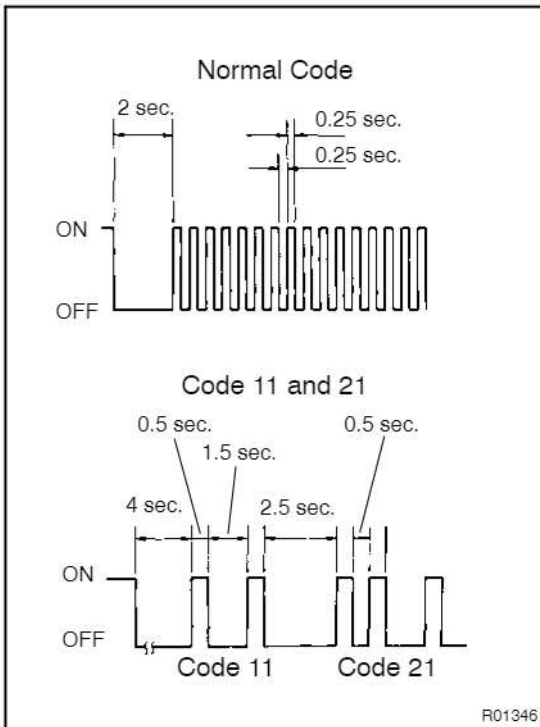 Normal Code
2 sec.
0.25 sec.
0.25 sec.
ON
OFF
Code 11 and 21
0.5 sec.
0.5 sec.
1.5 sec.
4 sec.
2.5 sec.
ON
OFF
Code 11
Code 21
R01346